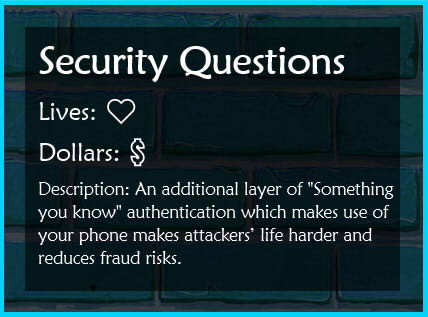 Security Questions
Lives:
Dollars:
Description: An additional layer of "Something
you know" authentication which makes use of
your phone makes attackers’ life harder and
reduces fraud risks.